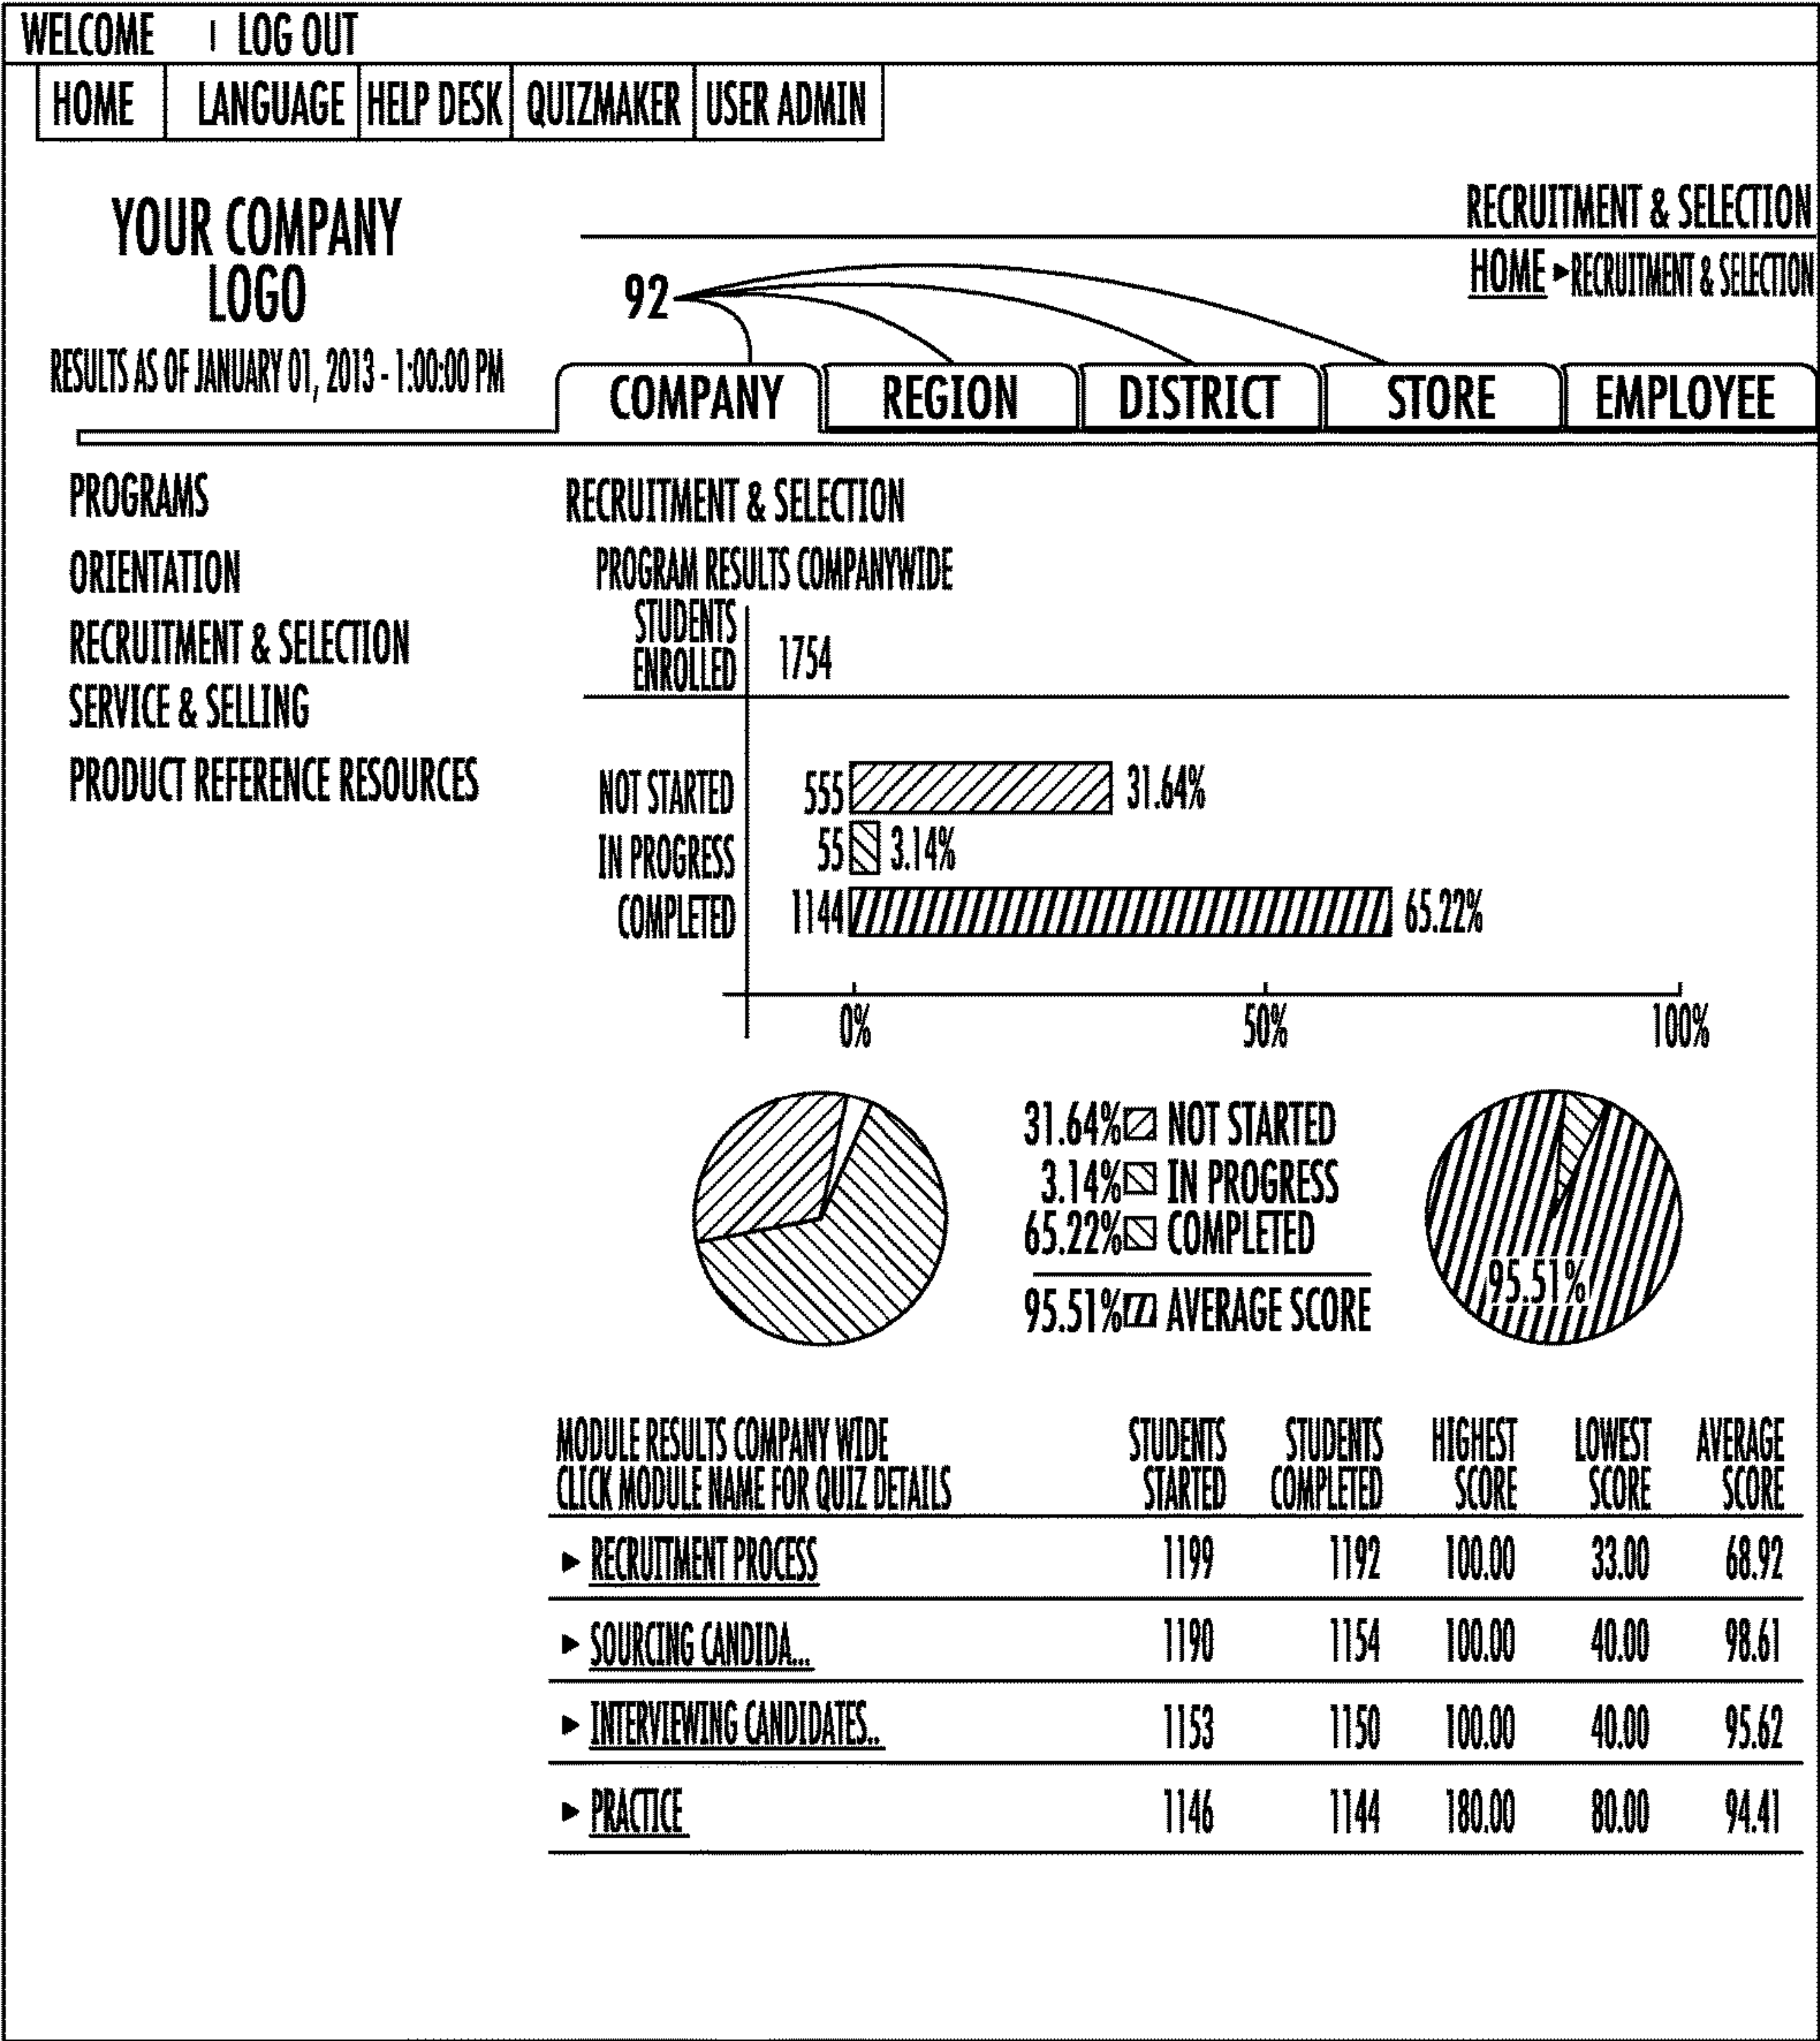 WELCOME | LOG OUT
HOME LANGUAGE HELP DESK QUIZMAKER USER ADMIN
YOUR COMPANY
LOGO
RECRUITMENT & SELECTION
HOME ▸RECRUITMENT & SELECTION
92
RESULTS AS OF JANUARY 01, 2013 - 1:00:00 PM
COMPANY REGION DISTRICT STORE EMPLOYEE
PROGRAMS
ORIENTATION
RECRUITMENT & SELECTION
SERVICE & SELLING
PRODUCT REFERENCE RESOURCES
RECRUITMENT & SELECTION
PROGRAM RESULTS COMPANYWIDE
STUDENTS
ENROLLED 1754
NOT STARTED 555 31.64%
IN PROGRESS 55 3.14%
COMPLETED 1144 65.22%
0% 50% 100%
31.64% NOT STARTED
3.14% IN PROGRESS
65.22% COMPLETED
95.51% AVERAGE SCORE
95.51%
MODULE RESULTS COMPANY WIDE
CLICK MODULE NAME FOR QUIZ DETAILS
STUDENTS STARTED
STUDENTS COMPLETED
HIGHEST SCORE
LOWEST SCORE
AVERAGE SCORE
▸ RECRUITMENT PROCESS 1199 1192 100.00 33.00 68.92
▸ SOURCING CANDIDA... 1190 1154 100.00 40.00 98.61
▸ INTERVIEWING CANDIDATES.. 1153 1150 100.00 40.00 95.62
▸ PRACTICE 1146 1144 180.00 80.00 94.41